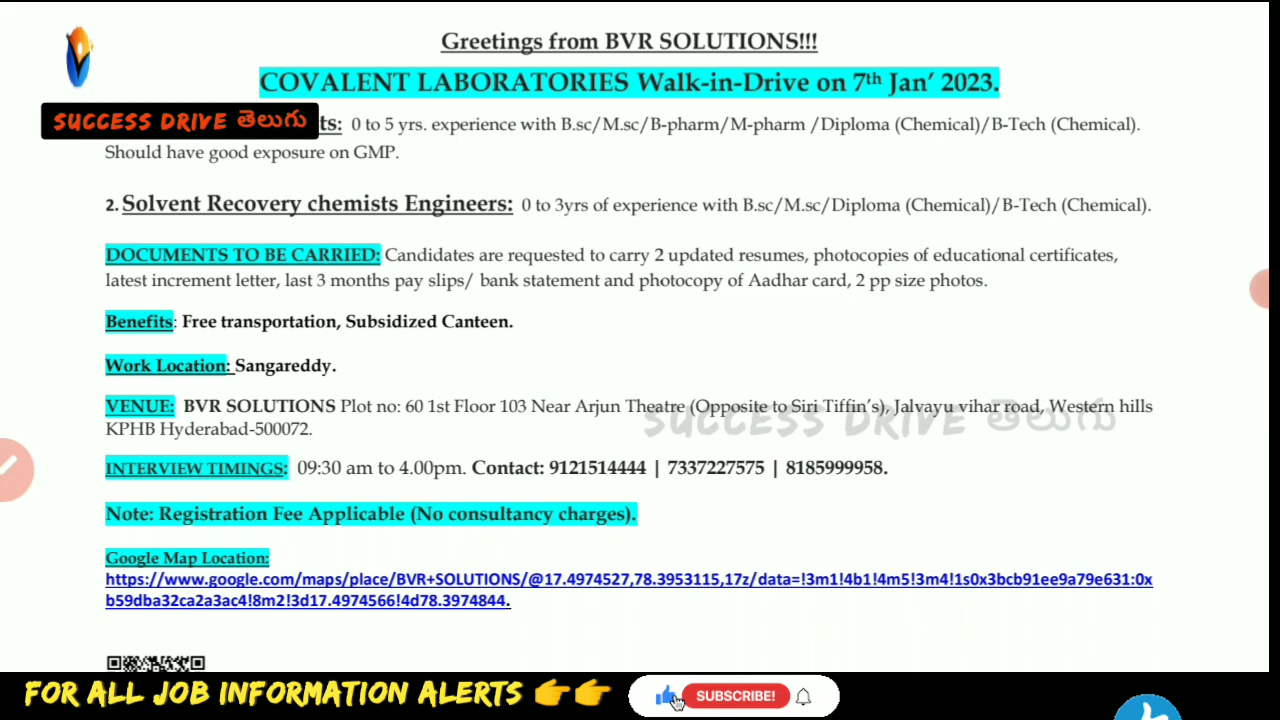 Greetings from BVR SOLUTIONS!!!
COVALENT LABORATORIES Walk-in-Drive on 7th Jan’ 2023.
SUCCESS DRIVE తెలుగు
ts: 0 to 5 yrs. experience with B.sc/M.sc/B-pharm/M-pharm /Diploma (Chemical)/B-Tech (Chemical).
Should have good exposure on GMP.
2. Solvent Recovery chemists Engineers: 0 to 3yrs of experience with B.sc/M.sc/Diploma (Chemical)/B-Tech (Chemical).
DOCUMENTS TO BE CARRIED: Candidates are requested to carry 2 updated resumes, photocopies of educational certificates,
latest increment letter, last 3 months pay slips/ bank statement and photocopy of Aadhar card, 2 pp size photos.
Benefits: Free transportation, Subsidized Canteen.
Work Location: Sangareddy.
VENUE: BVR SOLUTIONS Plot no: 60 1st Floor 103 Near Arjun Theatre (Opposite to Siri Tiffin’s), Jalvayu vihar road, Western hills
KPHB Hyderabad-500072.
SUCCESS DRIVE తెలుగు
INTERVIEW TIMINGS: 09:30 am to 4.00pm. Contact: 9121514444 | 7337227575 | 8185999958.
Note: Registration Fee Applicable (No consultancy charges).
Google Map Location:
https://www.google.com/maps/place/BVR+SOLUTIONS/@17.4974527,78.3953115,17z/data=!3m1!4b1!4m5!3m4!1s0x3bcb91ee9a79e631:0x
b59dba32ca2a3ac4!8m2!3d17.4974566!4d78.3974844.
FOR ALL JOB INFORMATION ALERTS
SUBSCRIBE!